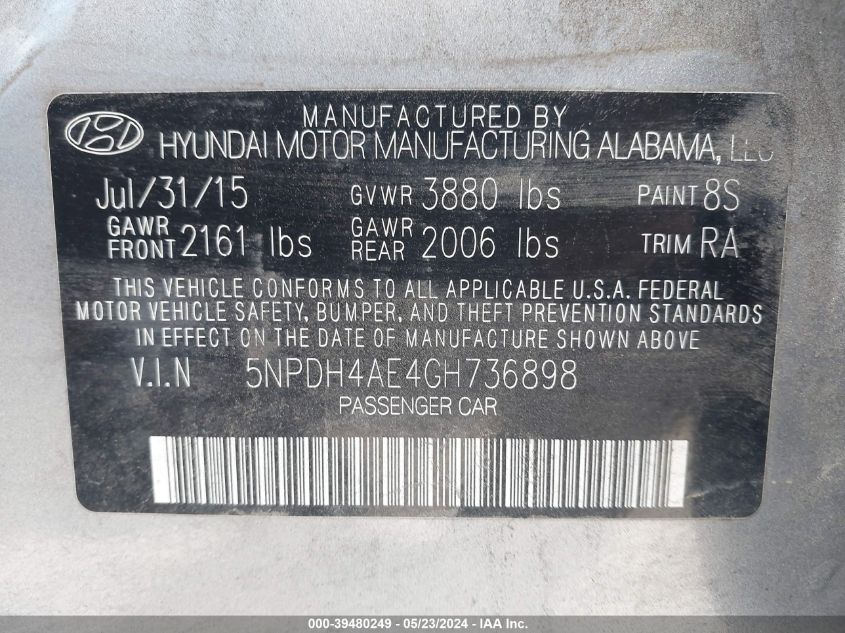 MANUFACTURED BY
HYUNDAI MOTOR MANUFACTURING ALABAMA, LLC
Jul/31/15 GVWR 3880 lbs PAINT 8S
GAWR FRONT 2161 lbs GAWR REAR 2006 lbs TRIM RA
THIS VEHICLE CONFORMS TO ALL APPLICABLE U.S.A. FEDERAL
MOTOR VEHICLE SAFETY, BUMPER, AND THEFT PREVENTION STANDARDS
IN EFFECT ON THE DATE OF MANUFACTURE SHOWN ABOVE
V.I.N 5NPDH4AE4GH736898
PASSENGER CAR
000-39480249 - 05/23/2024 - IAA, Inc.